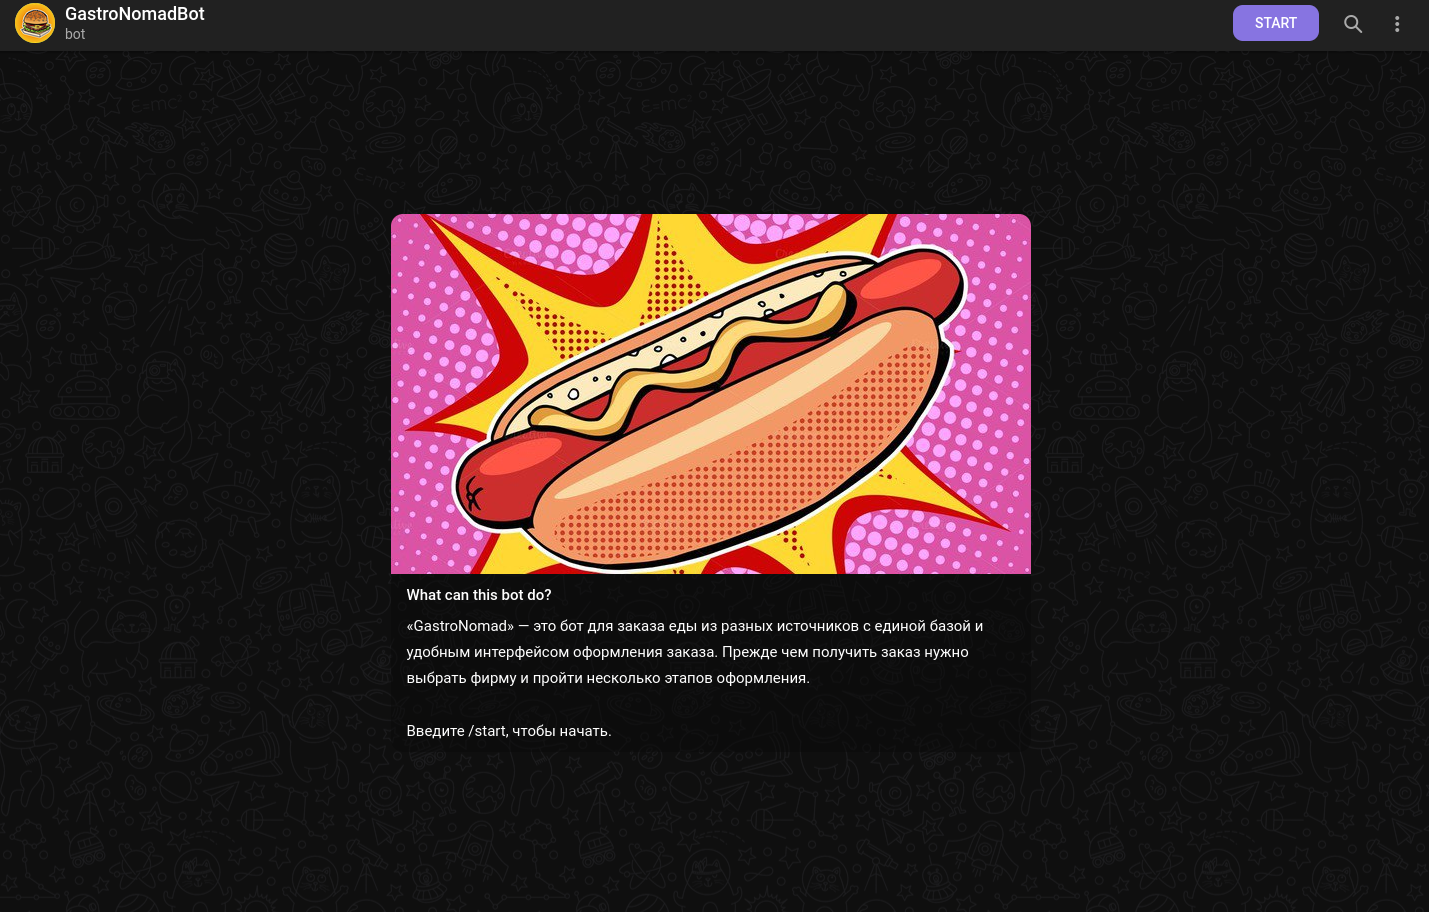 GastroNomadBot
bot
START
What can this bot do?
«GastroNomad» — это бот для заказа еды из разных источников с единой базой и
удобным интерфейсом оформления заказа. Прежде чем получить заказ нужно
выбрать фирму и пройти несколько этапов оформления.
Введите /start, чтобы начать.